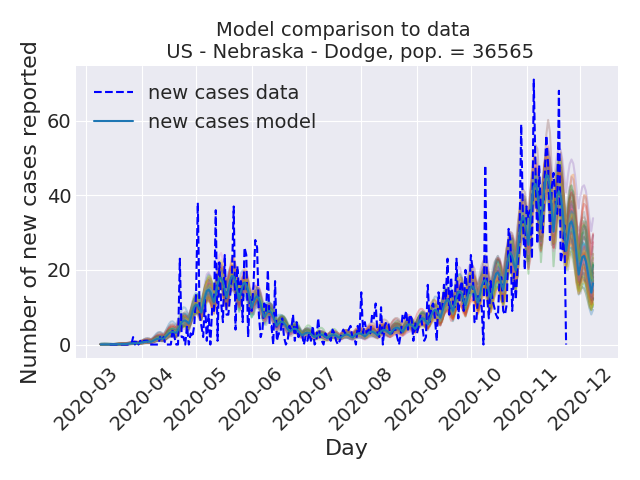 Model comparison to data
US - Nebraska - Dodge, pop. = 36565
Number of new cases reported
new cases data
new cases model
60
40
20
0
2020-03
2020-04
2020-05
2020-06
2020-07
2020-08
2020-09
2020-10
2020-11
2020-12
Day